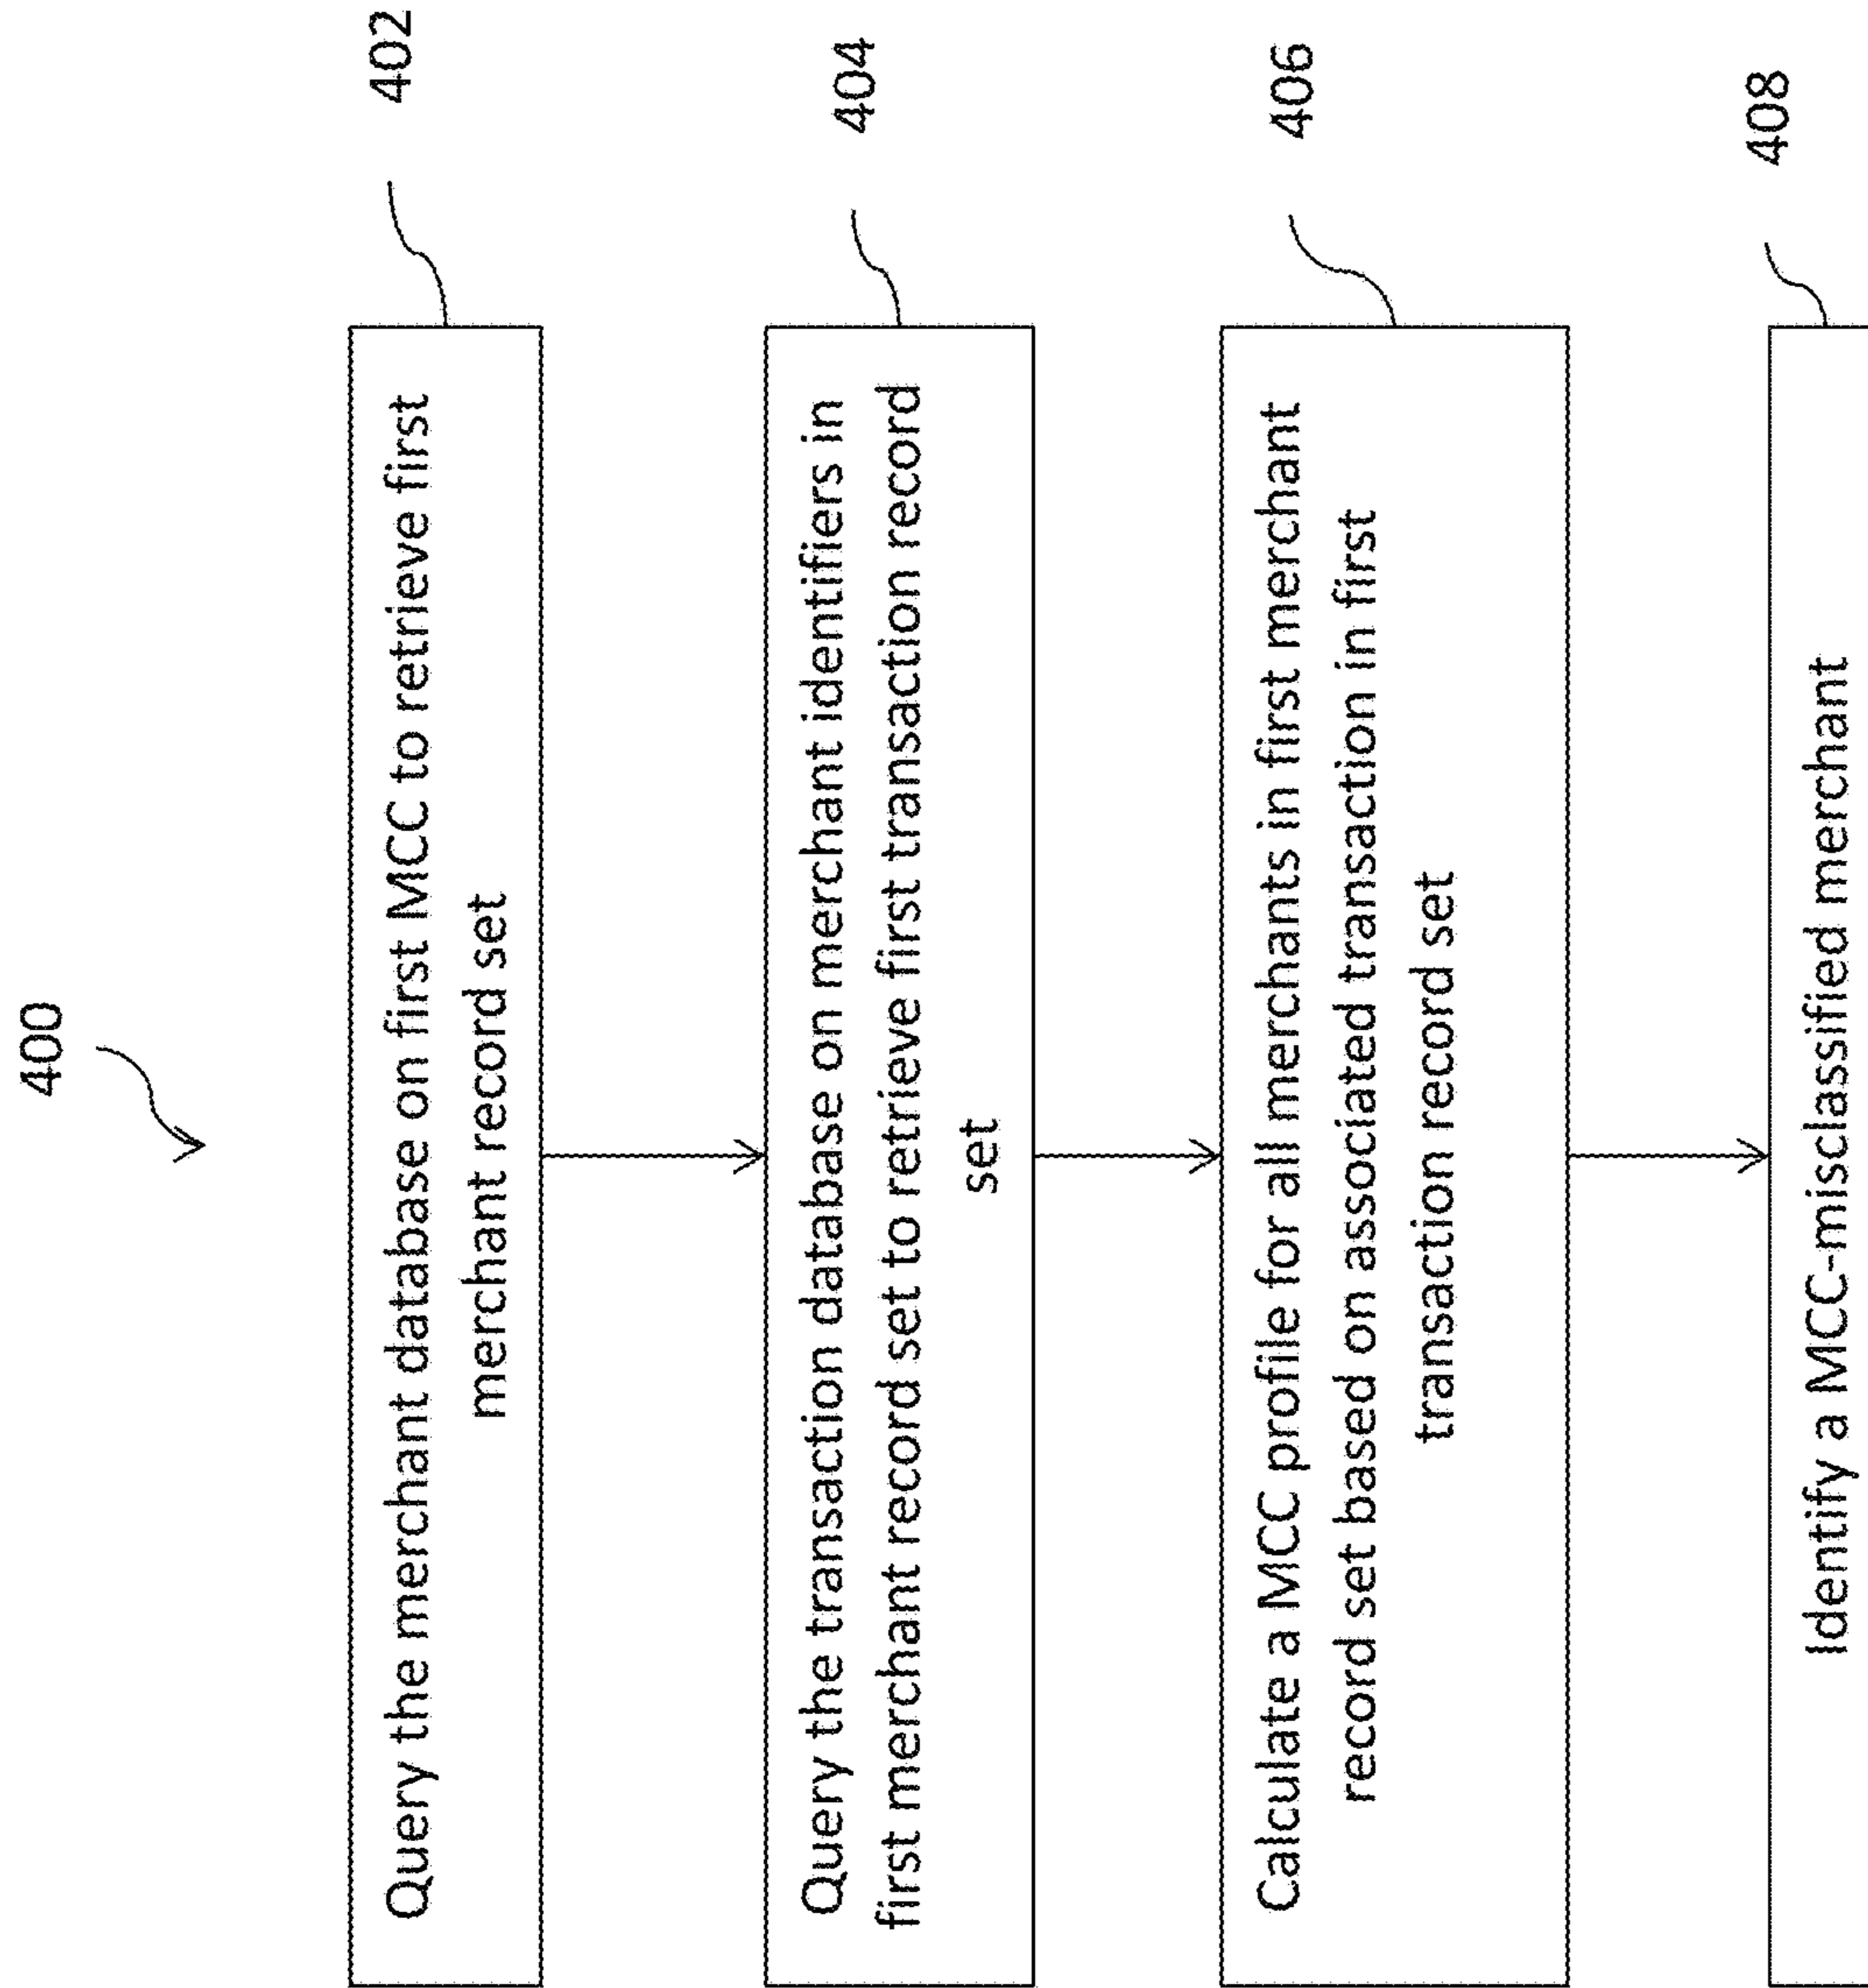 400
Query the merchant database on first MCC to retrieve first
merchant record set
402
Query the transaction database on merchant identifiers in
first merchant record set to retrieve first transaction record
set
404
Calculate a MCC profile for all merchants in first merchant
record set based on associated transaction in first
transaction record set
406
Identify a MCC-misclassified merchant
408